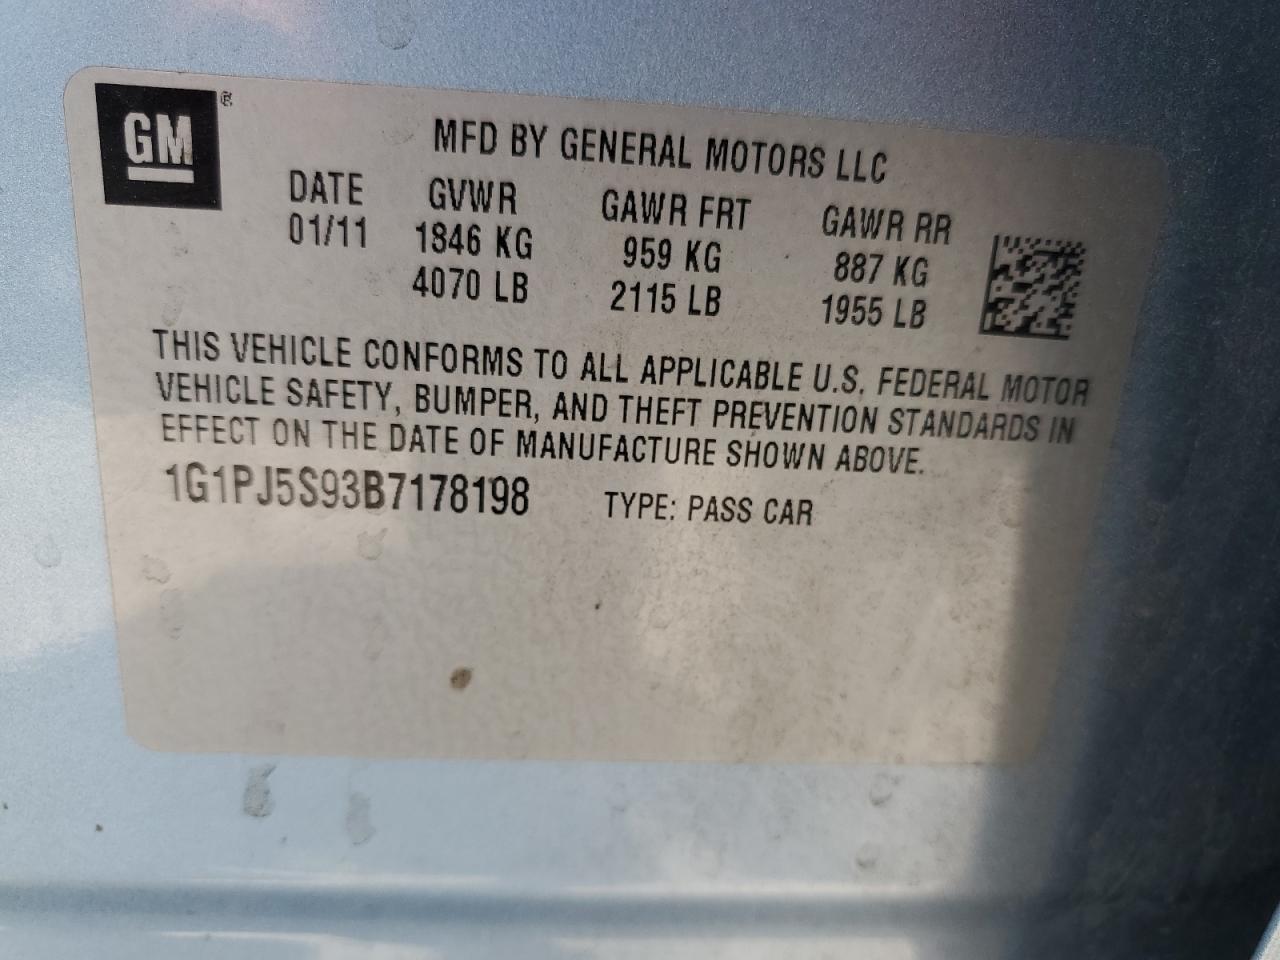 GM®
MFD BY GENERAL MOTORS LLC
DATE GVWR GAWR FRT GAWR RR
01/11 1846 KG 959 KG 887 KG
4070 LB 2115 LB 1955 LB
THIS VEHICLE CONFORMS TO ALL APPLICABLE U.S. FEDERAL MOTOR
VEHICLE SAFETY, BUMPER, AND THEFT PREVENTION STANDARDS IN
EFFECT ON THE DATE OF MANUFACTURE SHOWN ABOVE.
1G1PJ5S93B7178198 TYPE: PASS CAR